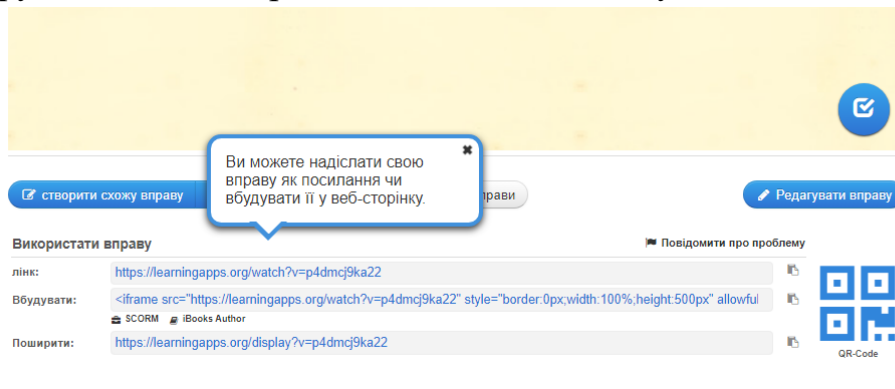 Ви можете надіслати свою
вправу як посилання чи
вбудувати її у веб-сторінку.
створити схожу вправу
Редагувати вправу
Використати вправу
Повідомити про проблему
лінк:
https://learningapps.org/watch?v=p4dmcj9ka22
Вбудувати:
<iframe src="https://learningapps.org/watch?v=p4dmcj9ka22" style="border:0px;width:100%;height:500px" allowful
SCORM iBooks Author
Поширити:
https://learningapps.org/display?v=p4dmcj9ka22
QR-Code